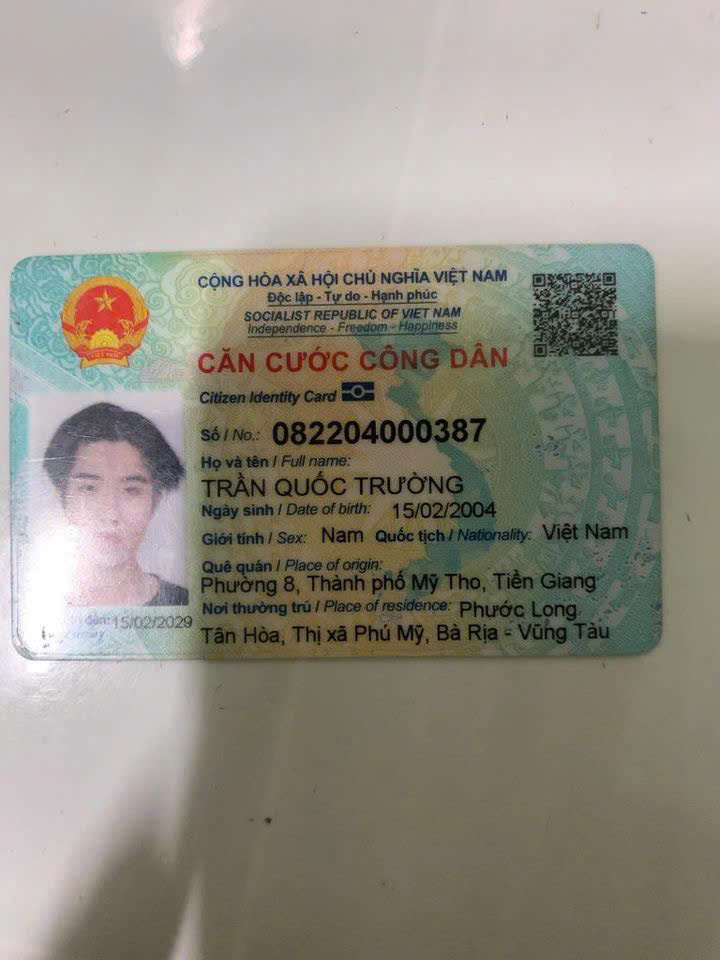 CỘNG HÒA XÃ HỘI CHỦ NGHĨA VIỆT NAM
Độc lập - Tự do - Hạnh phúc
SOCIALIST REPUBLIC OF VIET NAM
Independence - Freedom - Happiness
CĂN CƯỚC CÔNG DÂN
Citizen Identity Card
Số / No.: 082204000387
Họ và tên / Full name:
TRẦN QUỐC TRƯỜNG
Ngày sinh / Date of birth: 15/02/2004
Giới tính / Sex: Nam Quốc tịch / Nationality: Việt Nam
Quê quán / Place of origin:
Phường 8, Thành phố Mỹ Tho, Tiền Giang
Nơi thường trú / Place of residence: Phước Long
Tân Hòa, Thị xã Phú Mỹ, Bà Rịa - Vũng Tàu
15/02/2029
VIỆT NAM